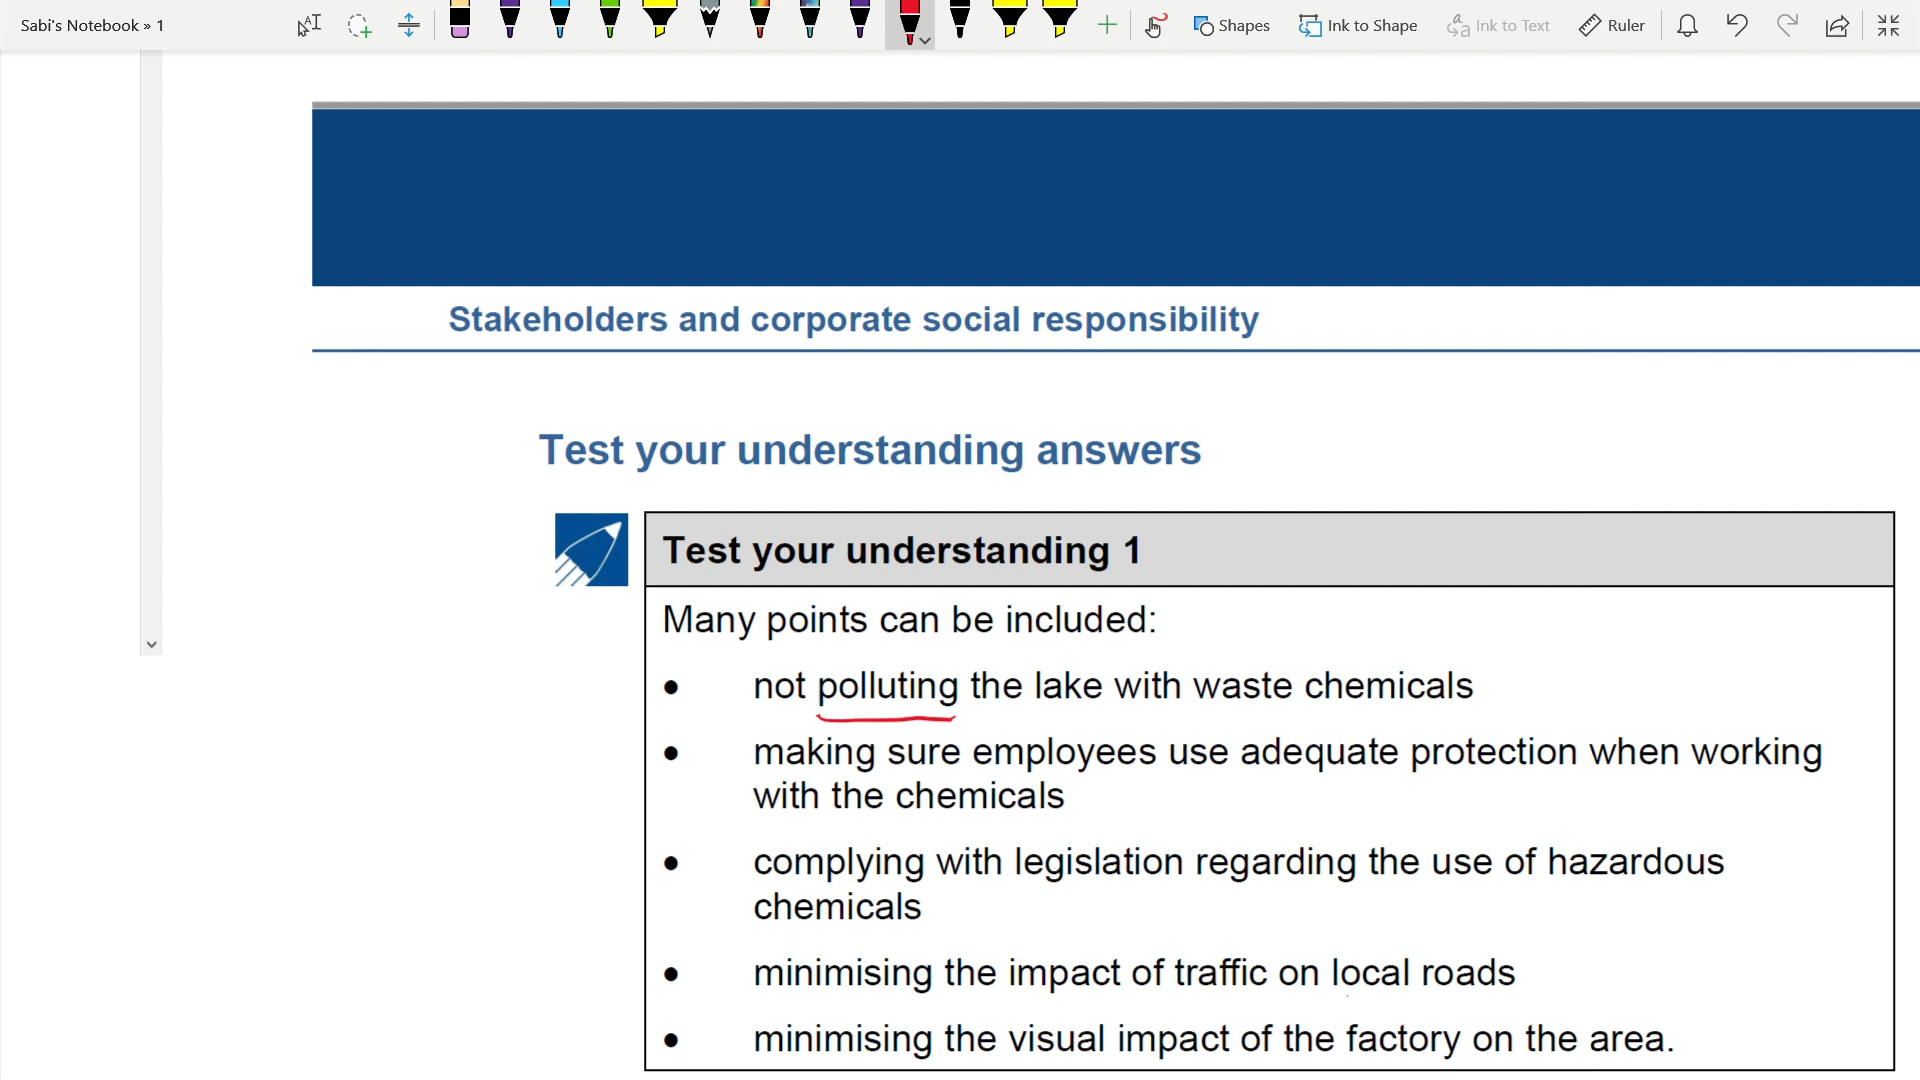 Sabi's Notebook » 1
Shapes
Ink to Shape
Ink to Text
Ruler
Stakeholders and corporate social responsibility
Test your understanding answers
Test your understanding 1
Many points can be included:
• not polluting the lake with waste chemicals
• making sure employees use adequate protection when working
with the chemicals
• complying with legislation regarding the use of hazardous
chemicals
• minimising the impact of traffic on local roads
• minimising the visual impact of the factory on the area.